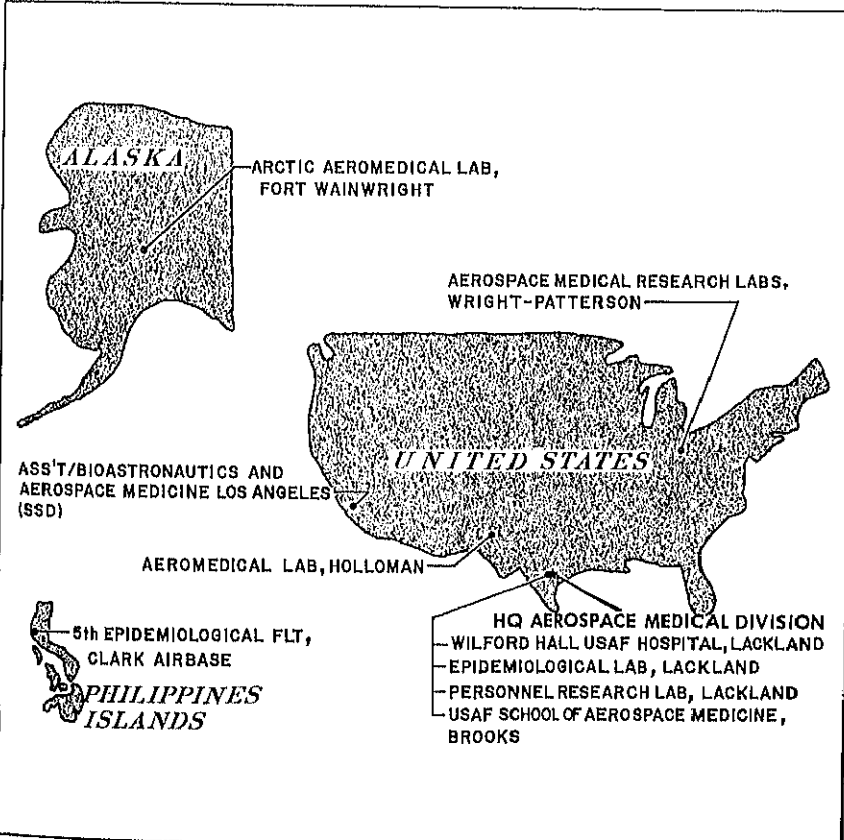 ALASKA
ARCTIC AEROMEDICAL LAB,
FORT WAINWRIGHT
AEROSPACE MEDICAL RESEARCH LABS,
WRIGHT-PATTERSON
UNITED STATES
ASS'T/BIOASTRONAUTICS AND
AEROSPACE MEDICINE LOS ANGELES
(SSD)
AEROMEDICAL LAB, HOLLOMAN
HQ AEROSPACE MEDICAL DIVISION
WILFORD HALL USAF HOSPITAL, LACKLAND
EPIDEMIOLOGICAL LAB, LACKLAND
PERSONNEL RESEARCH LAB, LACKLAND
USAF SCHOOL OF AEROSPACE MEDICINE,
BROOKS
5th EPIDEMIOLOGICAL FLT,
CLARK AIRBASE
PHILIPPINES
ISLANDS